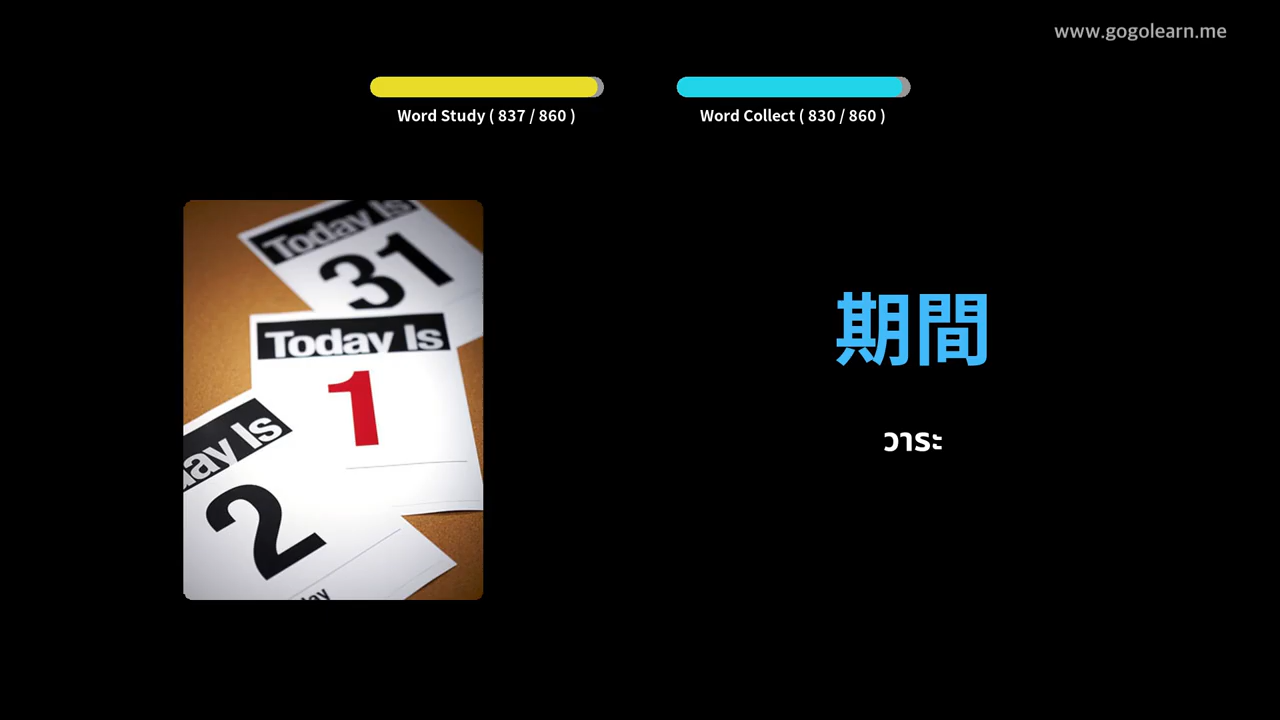 www.gogolearn.me
Word Study ( 837 / 860 )
Word Collect ( 830 / 860 )
Today Is
31
Today Is
1
ay Is
2
期間
วาระ